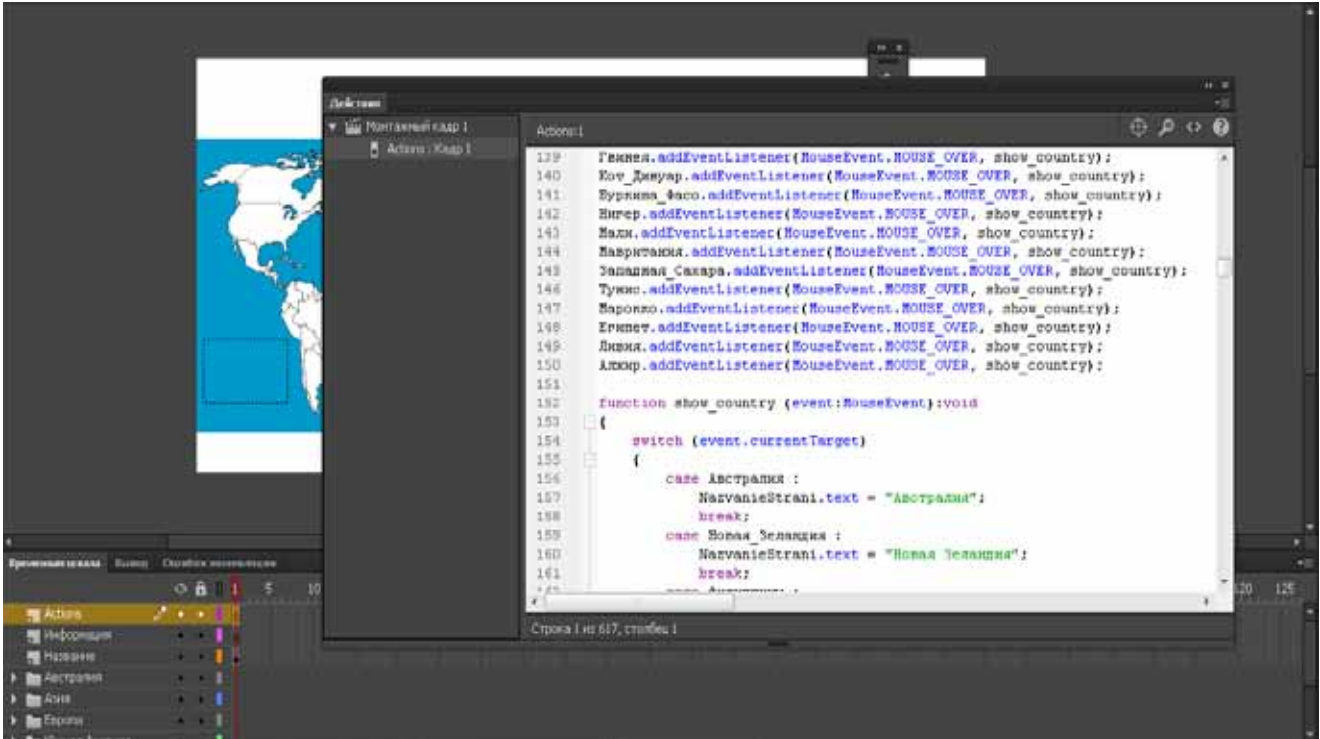 Действия
Монтажный кадр 1
Actions : Кадр 1
Actions:1
139 Гвинея.addEventListener(MouseEvent.MOUSE_OVER, show_country);
140 Кот_Дивуар.addEventListener(MouseEvent.MOUSE_OVER, show_country);
141 Буркина_Фасо.addEventListener(MouseEvent.MOUSE_OVER, show_country);
142 Нигер.addEventListener(MouseEvent.MOUSE_OVER, show_country);
143 Мали.addEventListener(MouseEvent.MOUSE_OVER, show_country);
144 Мавритания.addEventListener(MouseEvent.MOUSE_OVER, show_country);
145 Западная_Сахара.addEventListener(MouseEvent.MOUSE_OVER, show_country);
146 Тунис.addEventListener(MouseEvent.MOUSE_OVER, show_country);
147 Марокко.addEventListener(MouseEvent.MOUSE_OVER, show_country);
148 Египет.addEventListener(MouseEvent.MOUSE_OVER, show_country);
149 Ливия.addEventListener(MouseEvent.MOUSE_OVER, show_country);
150 Алжир.addEventListener(MouseEvent.MOUSE_OVER, show_country);
151
152 function show_country (event:MouseEvent):void
153 {
154 switch (event.currentTarget)
155 {
156 case Австралия :
157 NazvanieStrani.text = "Австралия";
158 break;
159 case Новая_Зеландия :
160 NazvanieStrani.text = "Новая Зеландия";
161 break;
Строка 1 из 617, столбец 1
Временная шкала Вывод Ошибки компиляции
1 5 10 120 125
Actions
Информация
Название
Австралия
Азия
Европа